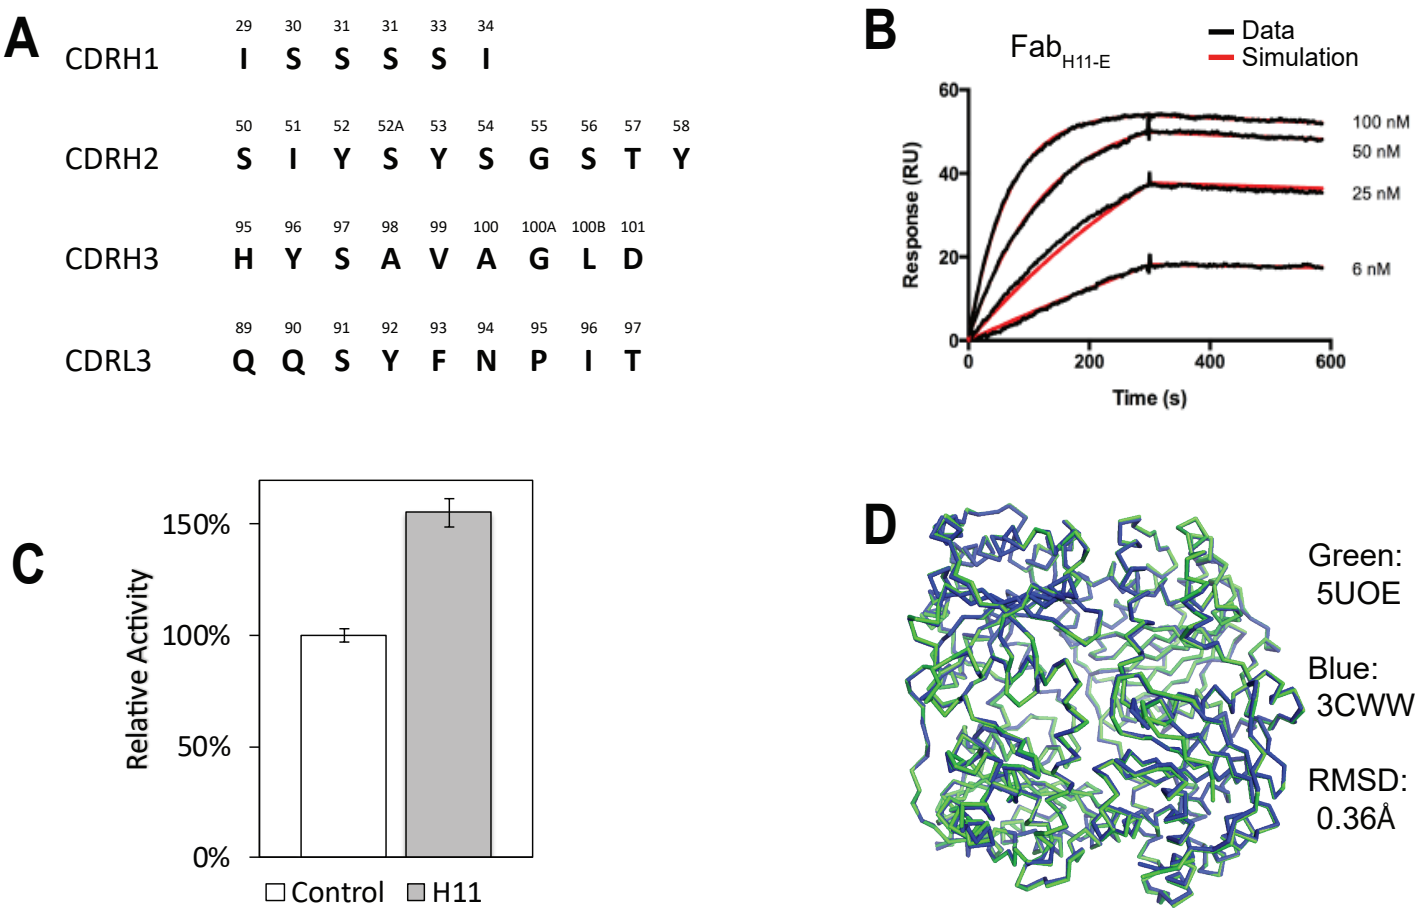 A
29 30 31 31 33 34
CDRH1 I S S S S I
50 51 52 52A 53 54 55 56 57 58
CDRH2 S I Y S Y S G S T Y
95 96 97 98 99 100 100A 100B 101
CDRH3 H Y S A V A G L D
89 90 91 92 93 94 95 96 97
CDRL3 Q Q S Y F N P I T
B
FabH11-E
Data
Simulation
Response (RU)
60
40
20
0
0 200 400 600
Time (s)
100 nM
50 nM
25 nM
6 nM
C
Relative Activity
150%
100%
50%
0%
Control H11
D
Green:
5UOE
Blue:
3CWW
RMSD:
0.36Å